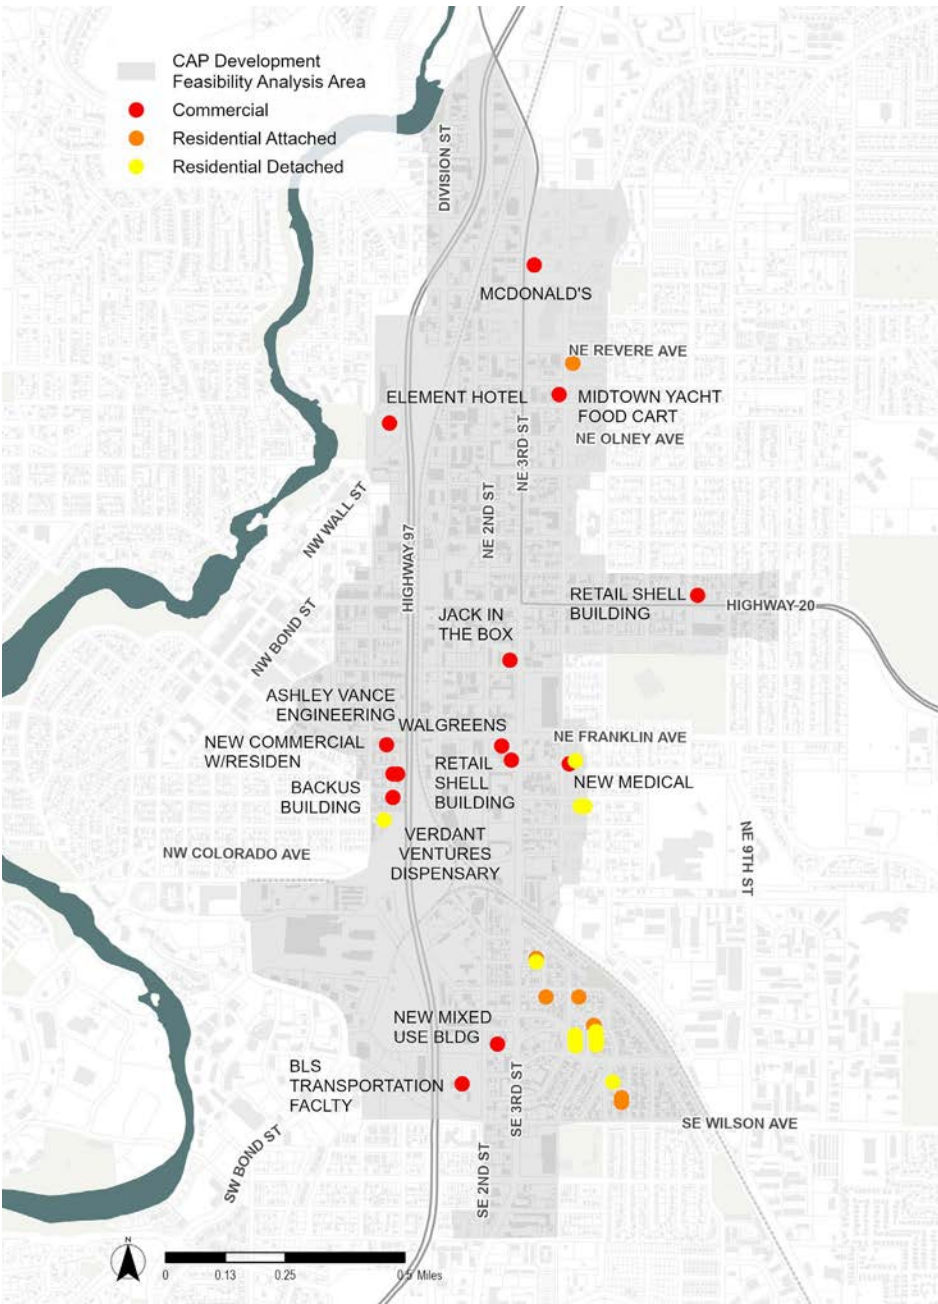 CAP Development
Feasibility Analysis Area
Commercial
Residential Attached
Residential Detached
DIVISION ST
MCDONALD'S
NE REVERE AVE
ELEMENT HOTEL
MIDTOWN YACHT
FOOD CART
NE OLNEY AVE
NE 3RD ST
NE 2ND ST
NW WALL ST
HIGHWAY 97
NW BOND ST
RETAIL SHELL
BUILDING
HIGHWAY 20
JACK IN
THE BOX
ASHLEY VANCE
ENGINEERING
WALGREENS
NE FRANKLIN AVE
NEW COMMERCIAL
W/RESIDEN
RETAIL
SHELL
BUILDING
NEW MEDICAL
BACKUS
BUILDING
VERDANT
VENTURES
DISPENSARY
NW COLORADO AVE
NE 9TH ST
NEW MIXED
USE BLDG
BLS
TRANSPORTATION
FACLTY
SE 3RD ST
SE WILSON AVE
SW BOND ST
SE 2ND ST
N
0 0.13 0.25 0.5 Miles